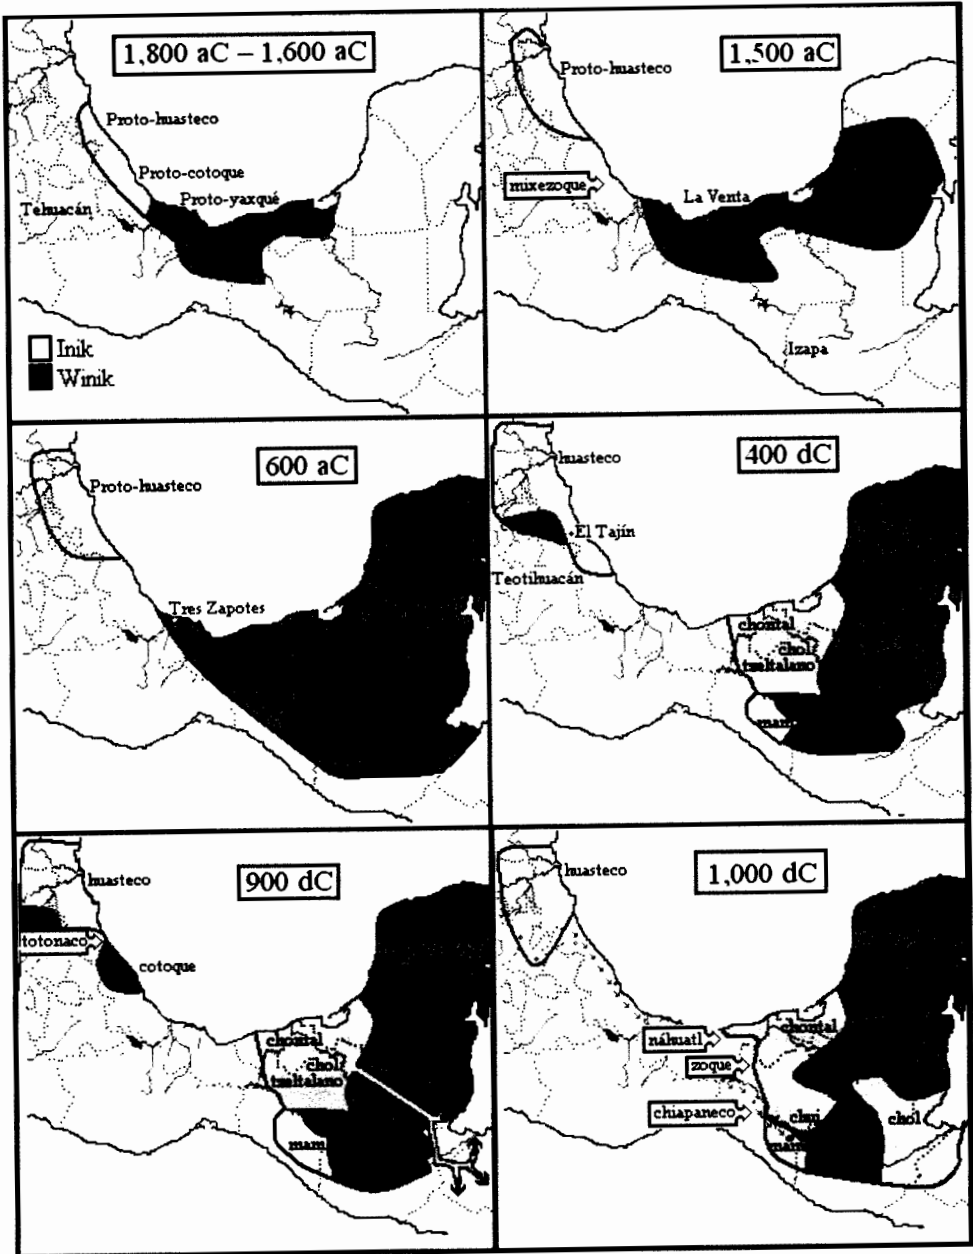 1,800 aC – 1,600 aC
Proto-huasteco
Proto-cotoque
Proto-yaxqué
Tehuacán
Inik
Winik
1,500 aC
Proto-huasteco
mixezoque
La Venta
Izapa
600 aC
Proto-huasteco
Tres Zapotes
400 dC
huasteco
El Tajín
Teotihuacán
chontal
chol
tzeltalano
mam
900 dC
huasteco
totonaco
cotoque
chontal
chol
tzeltalano
mam
1,000 dC
huasteco
náhuatl
chontal
zoque
chiapaneco
chol
mam